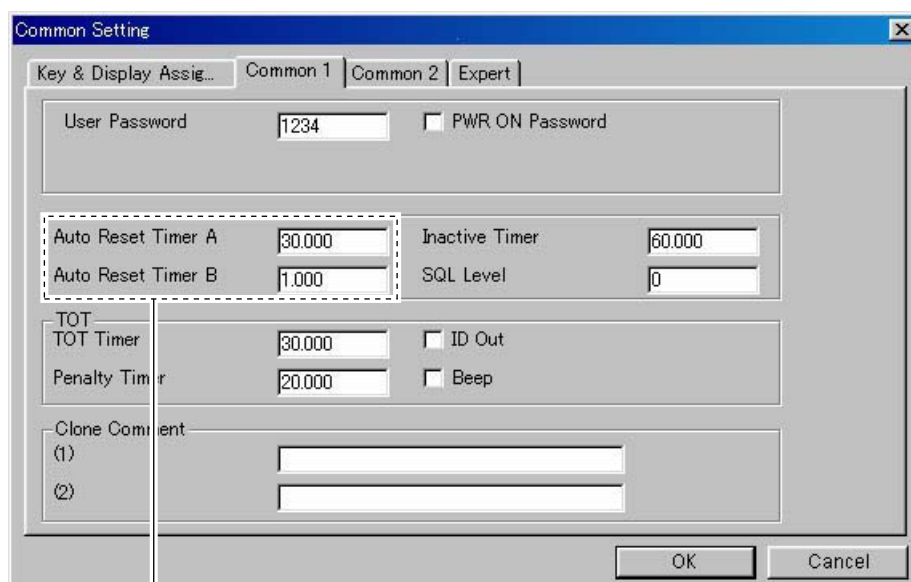 Common Setting
Key & Display Assig... Common 1 Common 2 Expert
User Password 1234 PWR ON Password
Auto Reset Timer A 30.000 Inactive Timer 60.000
Auto Reset Timer B 1.000 SQL Level 0
TOT
TOT Timer 30.000 ID Out
Penalty Timer 20.000 Beep
Clone Comment
(1)
(2)
OK Cancel